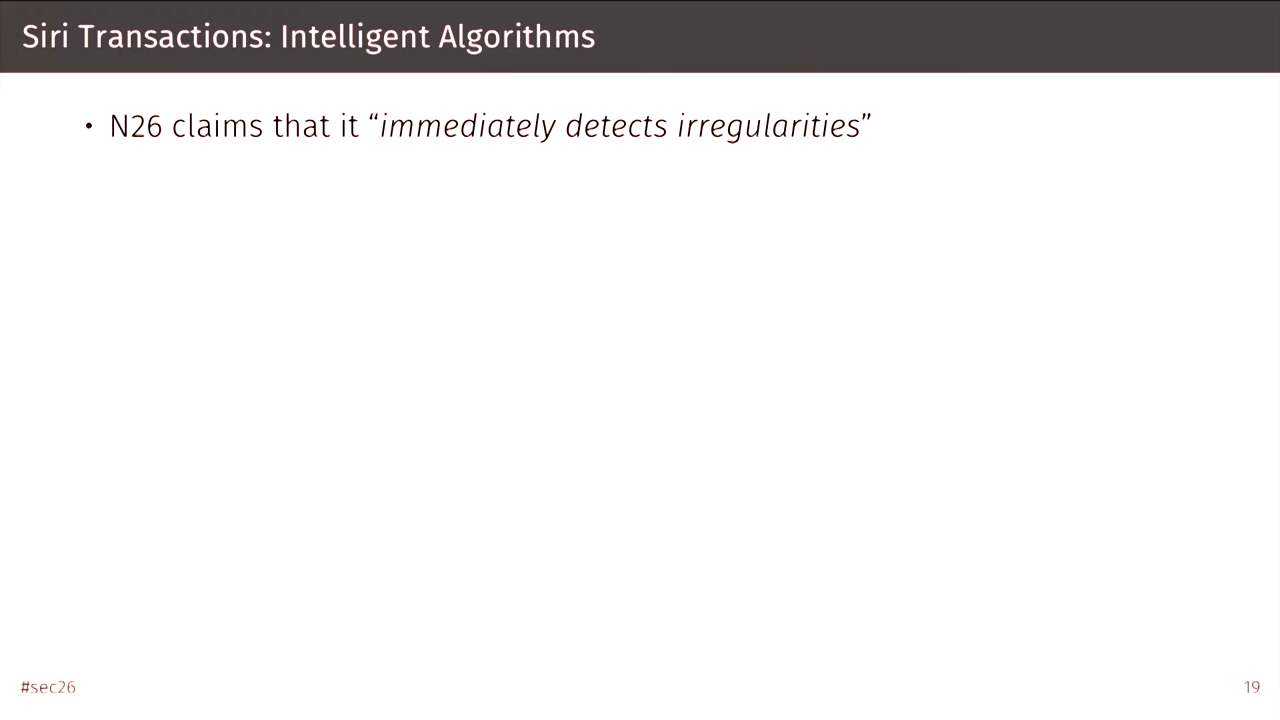 Siri Transactions: Intelligent Algorithms
• N26 claims that it “immediately detects irregularities”
#sec26
19